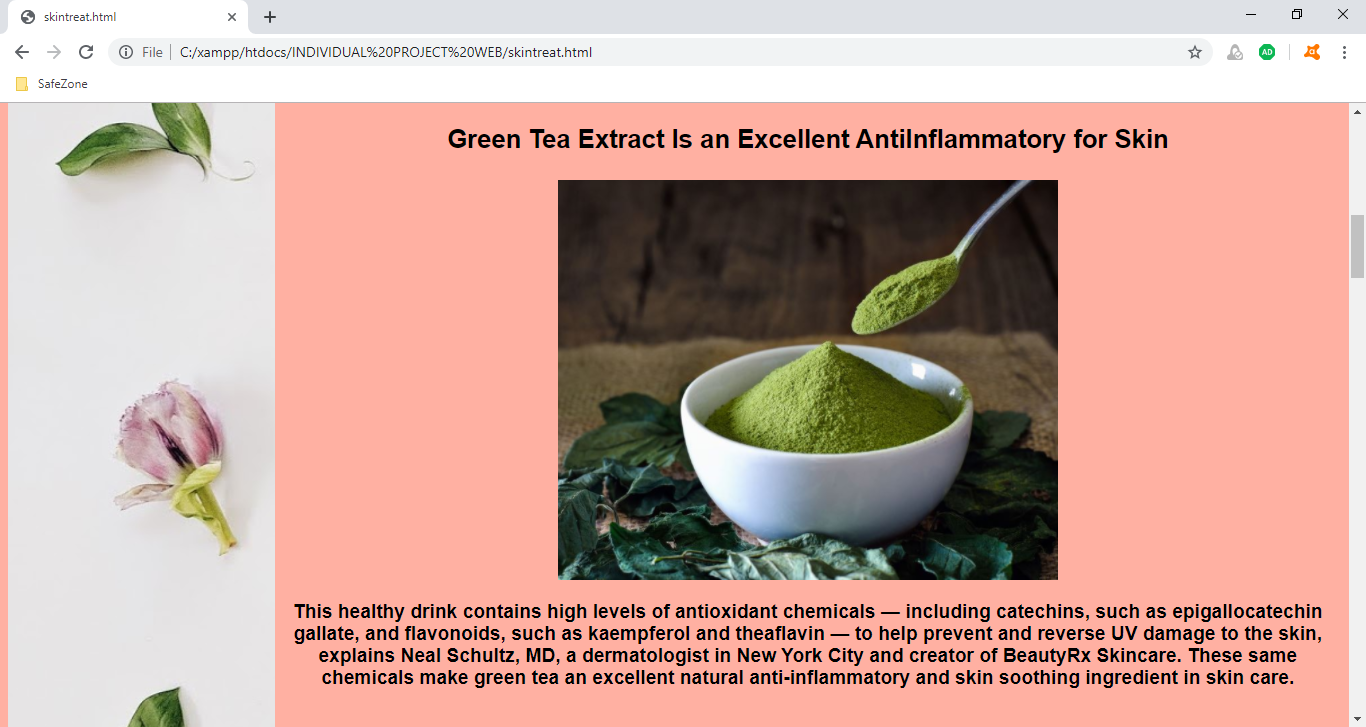 skintreat.html
File
C:/xampp/htdocs/INDIVIDUAL%20PROJECT%20WEB/skintreat.html
AD
SafeZone
Green Tea Extract Is an Excellent AntiInflammatory for Skin
This healthy drink contains high levels of antioxidant chemicals — including catechins, such as epigallocatechin
gallate, and flavonoids, such as kaempferol and theaflavin — to help prevent and reverse UV damage to the skin,
explains Neal Schultz, MD, a dermatologist in New York City and creator of BeautyRx Skincare. These same
chemicals make green tea an excellent natural anti-inflammatory and skin soothing ingredient in skin care.